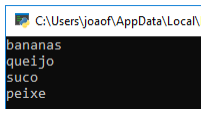 C:\Users\joaof\AppData\Local\
bananas
queijo
suco
peixe